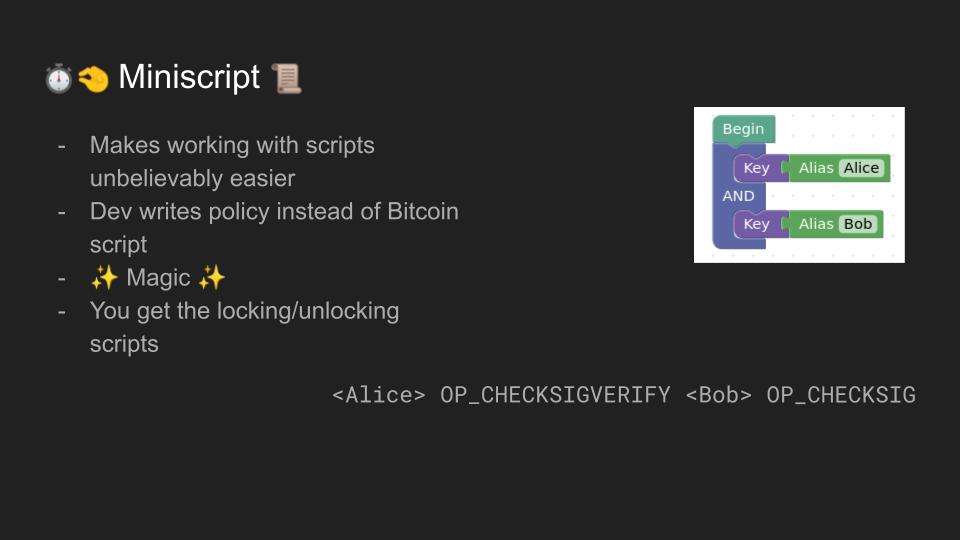 ⏱️🤏 Miniscript 📜
- Makes working with scripts
unbelievably easier
- Dev writes policy instead of Bitcoin
script
- ✨ Magic ✨
- You get the locking/unlocking
scripts
Begin
Key Alias Alice
AND
Key Alias Bob
<Alice> OP_CHECKSIGVERIFY <Bob> OP_CHECKSIG